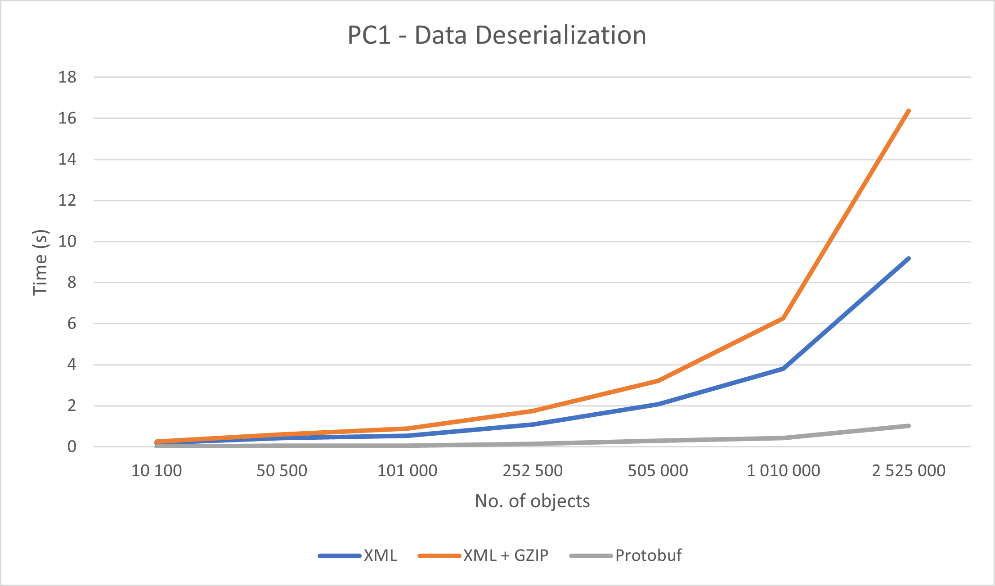 PC1 - Data Deserialization
18
16
14
12
10
8
6
4
2
0
Time (s)
10 100 50 500 101 000 252 500 505 000 1 010 000 2 525 000
No. of objects
XML XML + GZIP Protobuf